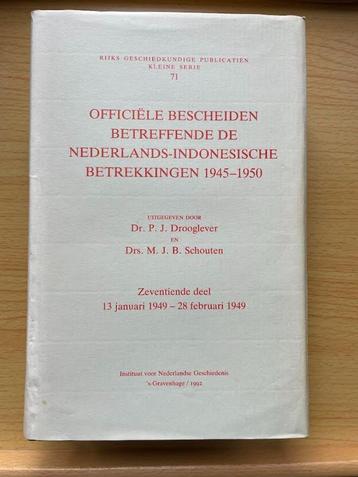 RIJKS GESCHIEDKUNDIGE PUBLICATIËN
KLEINE SERIE
71
OFFICIËLE BESCHEIDEN
BETREFFENDE DE
NEDERLANDS-INDONESISCHE
BETREKKINGEN 1945–1950
UITGEGEVEN DOOR
Dr. P. J. Drooglever
EN
Drs. M. J. B. Schouten
Zeventiende deel
13 januari 1949 – 28 februari 1949
Instituut voor Nederlandse Geschiedenis
's-Gravenhage / 1992